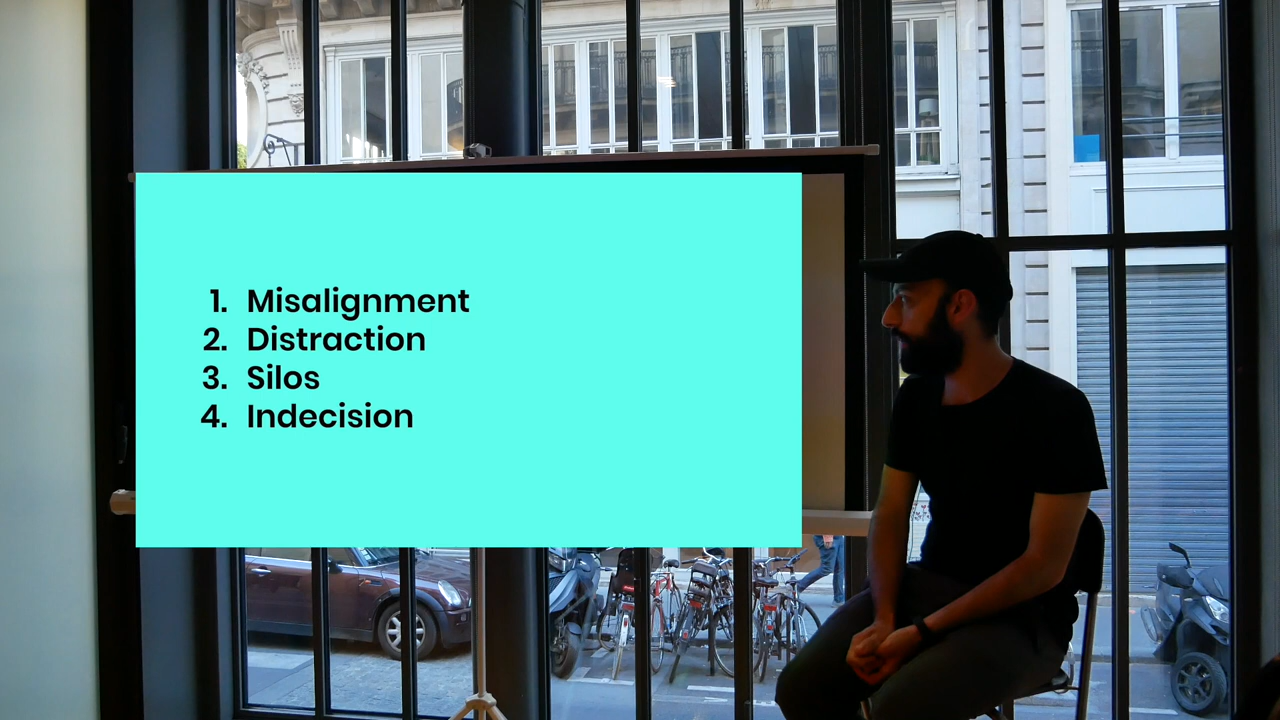 1. Misalignment
2. Distraction
3. Silos
4. Indecision